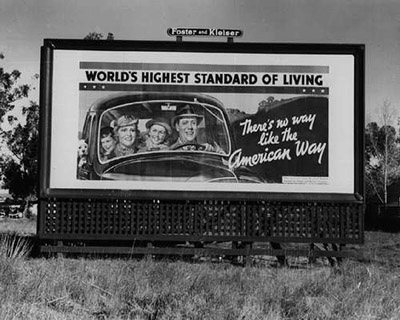 Foster and Kleiser
WORLD'S HIGHEST STANDARD OF LIVING
There's no way
like the
American Way